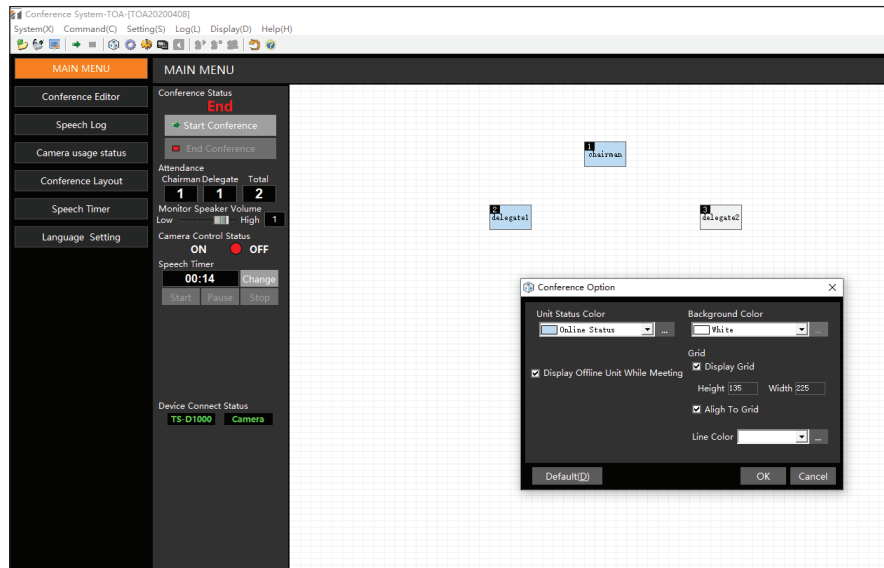 Conference System-TOA-[TOA20200408]
System(X) Command(C) Setting(S) Log(L) Display(D) Help(H)
MAIN MENU
Conference Editor
Speech Log
Camera usage status
Conference Layout
Speech Timer
Language Setting
MAIN MENU
Conference Status
End
Start Conference
End Conference
Attendance
Chairman Delegate Total
1 1 2
Monitor Speaker Volume
Low High 1
Camera Control Status
ON OFF
Speech Timer
00:14 Change
Start Pause Stop
Device Connect Status
TS-D1000 Camera
1
chairman
2
delegate1
3
delegate2
Conference Option
Unit Status Color
Online Status ...
Display Offline Unit While Meeting
Background Color
White ...
Grid
Display Grid
Height 135 Width 225
Aligh To Grid
Line Color ...
Default(D) OK Cancel